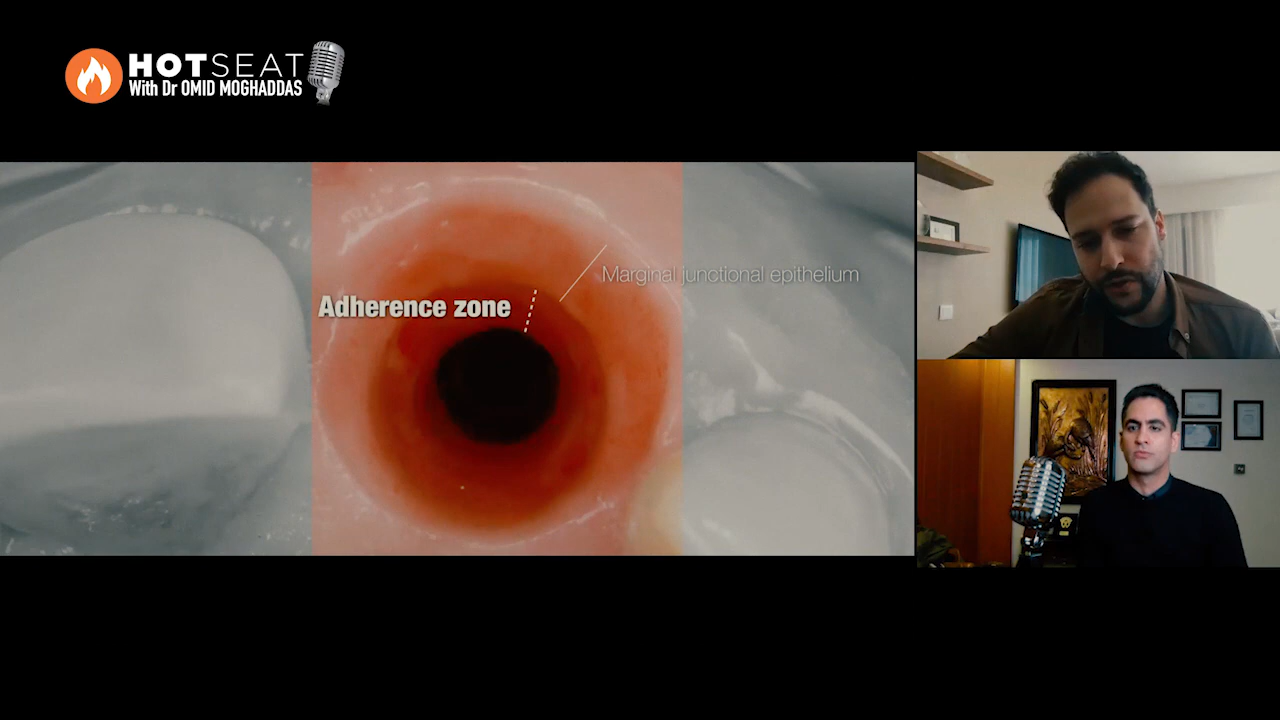 HOTSEAT
With Dr OMID MOGHADDAS
Marginal junctional epithelium
Adherence zone